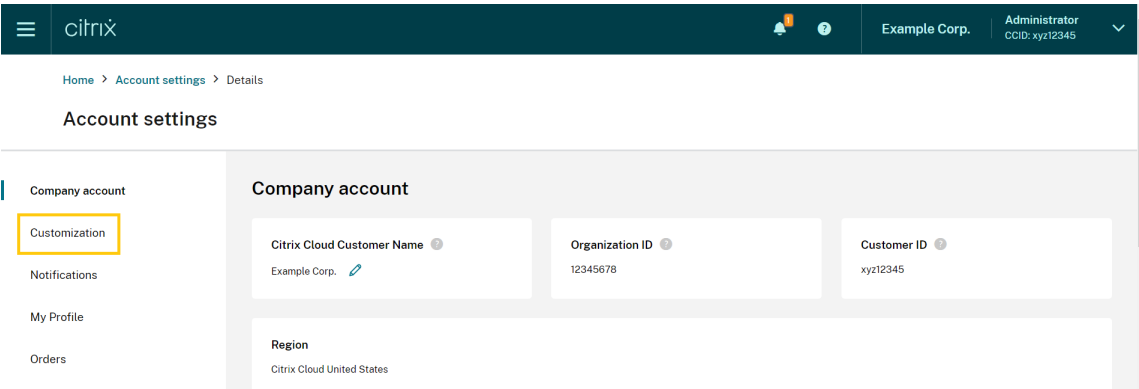 citrix
1
?
Example Corp.
Administrator
CCID: xyz12345
Home > Account settings > Details
Account settings
Company account
Customization
Notifications
My Profile
Orders
Company account
Citrix Cloud Customer Name ?
Example Corp.
Organization ID ?
12345678
Customer ID ?
xyz12345
Region
Citrix Cloud United States